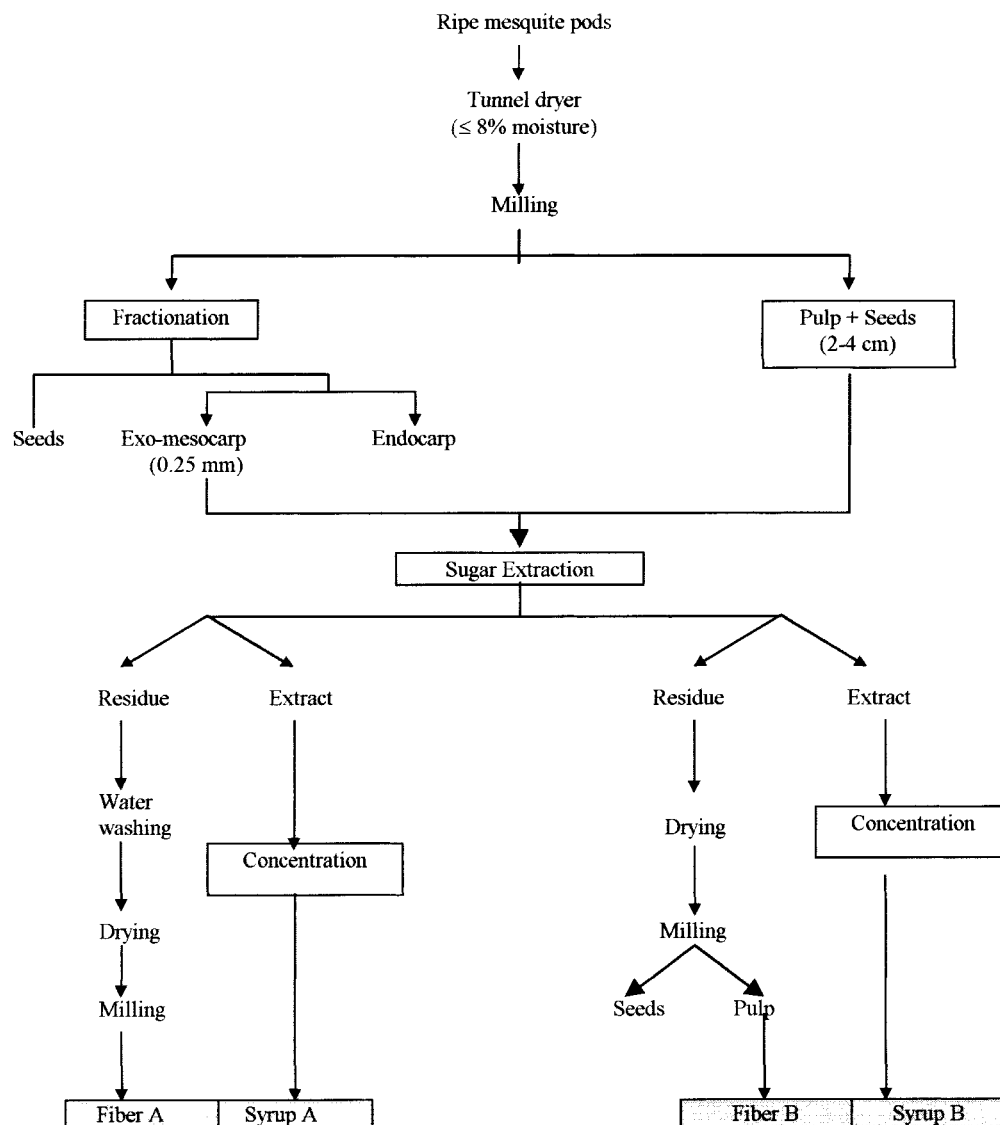 Ripe mesquite pods
Tunnel dryer
(≤ 8% moisture)
Milling
Fractionation
Pulp + Seeds
(2-4 cm)
Seeds
Exo-mesocarp
(0.25 mm)
Endocarp
Sugar Extraction
Residue
Extract
Residue
Extract
Water
washing
Concentration
Drying
Concentration
Drying
Milling
Milling
Seeds
Pulp
Fiber A
Syrup A
Fiber B
Syrup B